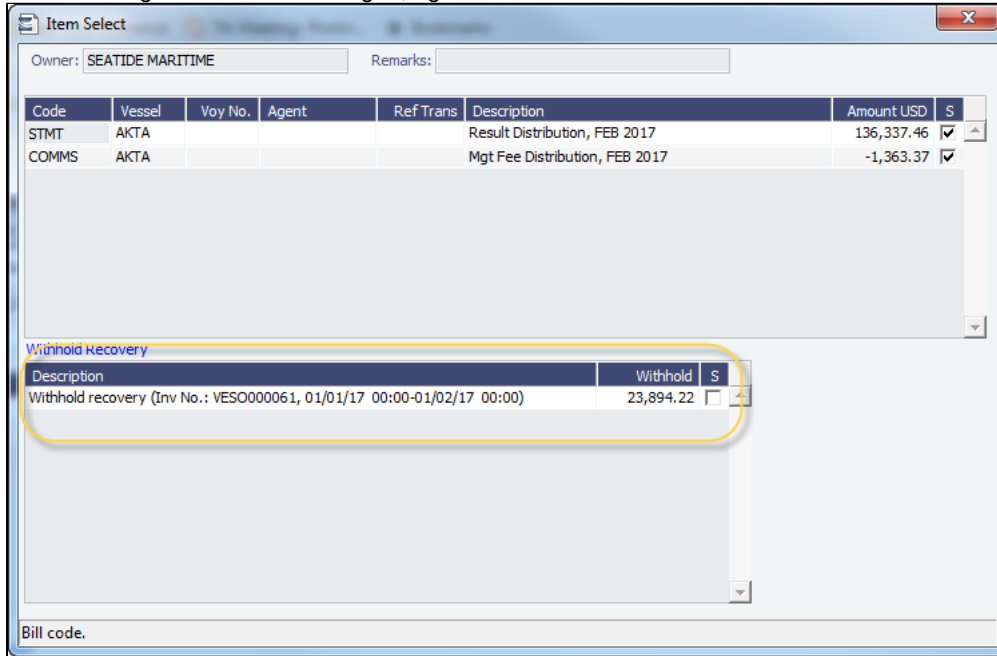 Item Select
Owner: SEATIDE MARITIME Remarks:
Code Vessel Voy No. Agent Ref Trans Description Amount USD S
STMT AKTA Result Distribution, FEB 2017 136,337.46
COMMS AKTA Mgt Fee Distribution, FEB 2017 -1,363.37
Withhold Recovery
Description Withhold S
Withhold recovery (Inv No.: VESO000061, 01/01/17 00:00-01/02/17 00:00) 23,894.22
Bill code.